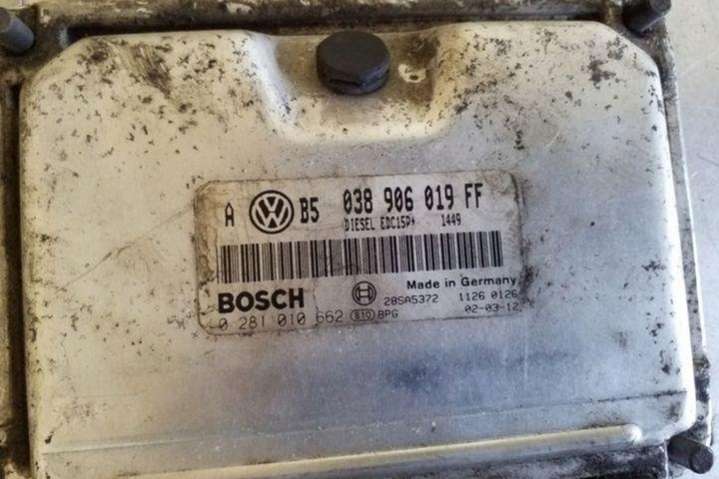 A VW B5 038 906 019 FF
DIESEL EDC15P+ 1449
Made in Germany
BOSCH 28SA5372 1126 0126
0 281 010 662 BPG 02-03-12